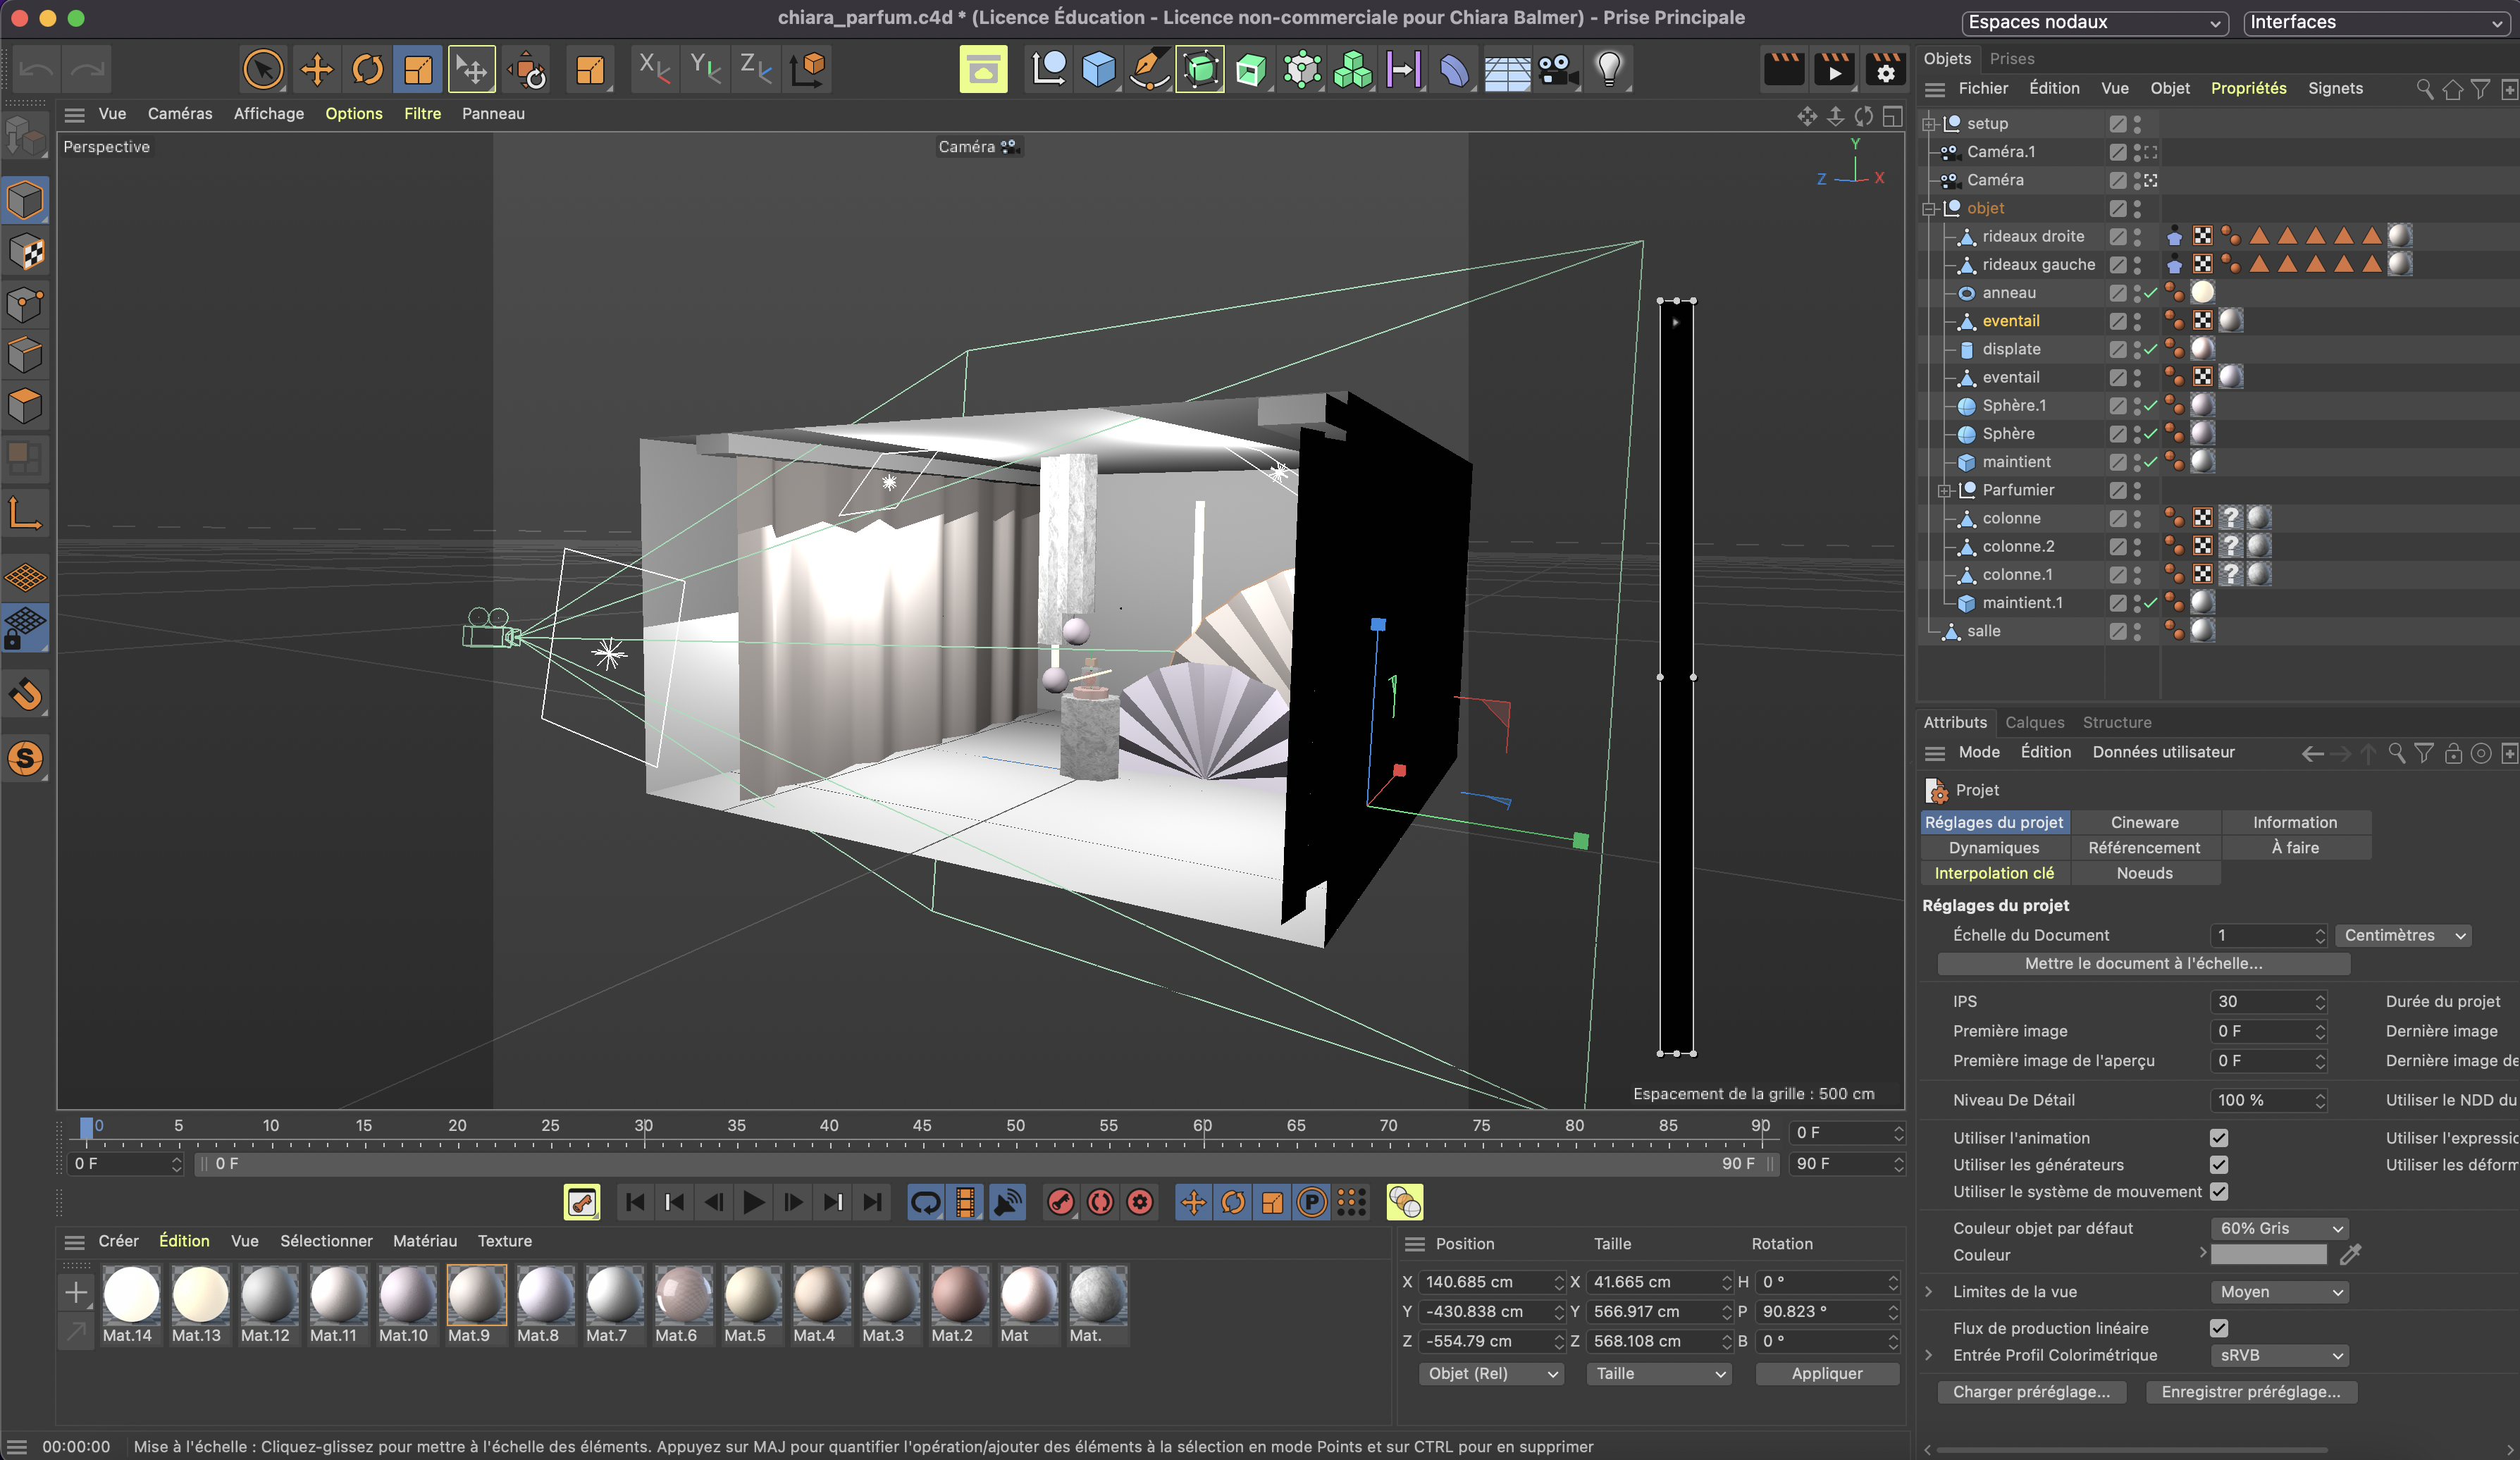 chiara_parfum.c4d * (Licence Éducation - Licence non-commerciale pour Chiara Balmer) - Prise Principale
Espaces nodaux
Interfaces
X Y Z
Objets Prises
Fichier Édition Vue Objet Propriétés Signets
Vue Caméras Affichage Options Filtre Panneau
Perspective
Caméra
Y
Z X
setup
Caméra.1
Caméra
objet
rideaux droite
rideaux gauche
anneau
eventail
displate
eventail
Sphère.1
Sphère
maintient
Parfumier
colonne
colonne.2
colonne.1
maintient.1
salle
Espacement de la grille : 500 cm
Attributs Calques Structure
Mode Édition Données utilisateur
Projet
Réglages du projet Cineware Information
Dynamiques Référencement À faire
Interpolation clé Noeuds
Réglages du projet
Échelle du Document 1 Centimètres
Mettre le document à l'échelle...
IPS 30 Durée du projet
Première image 0 F Dernière image
Première image de l'aperçu 0 F Dernière image de
Niveau De Détail 100 % Utiliser le NDD du
Utiliser l'animation Utiliser l'expressio
Utiliser les générateurs Utiliser les déform
Utiliser le système de mouvement
Couleur objet par défaut 60% Gris
Couleur
Limites de la vue Moyen
Flux de production linéaire
Entrée Profil Colorimétrique sRVB
Charger préréglage... Enregistrer préréglage...
0 5 10 15 20 25 30 35 40 45 50 55 60 65 70 75 80 85 90 0 F
0 F 0 F 90 F 90 F
P
Créer Édition Vue Sélectionner Matériau Texture
Mat.14 Mat.13 Mat.12 Mat.11 Mat.10 Mat.9 Mat.8 Mat.7 Mat.6 Mat.5 Mat.4 Mat.3 Mat.2 Mat Mat.
Position Taille Rotation
X 140.685 cm X 41.665 cm H 0 °
Y -430.838 cm Y 566.917 cm P 90.823 °
Z -554.79 cm Z 568.108 cm B 0 °
Objet (Rel) Taille Appliquer
00:00:00 Mise à l'échelle : Cliquez-glissez pour mettre à l'échelle des éléments. Appuyez sur MAJ pour quantifier l'opération/ajouter des éléments à la sélection en mode Points et sur CTRL pour en supprimer